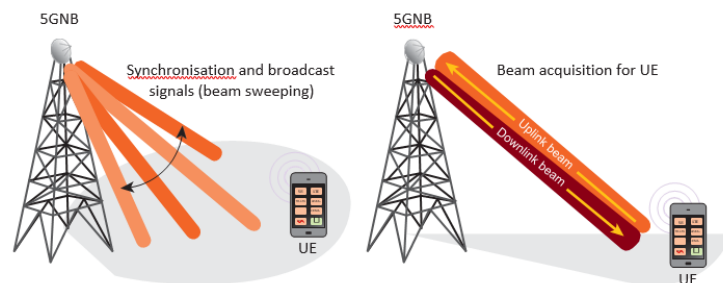 5GNB
Synchronisation and broadcast
signals (beam sweeping)
UE
5GNB
Beam acquisition for UE
Uplink beam
Downlink beam
UE